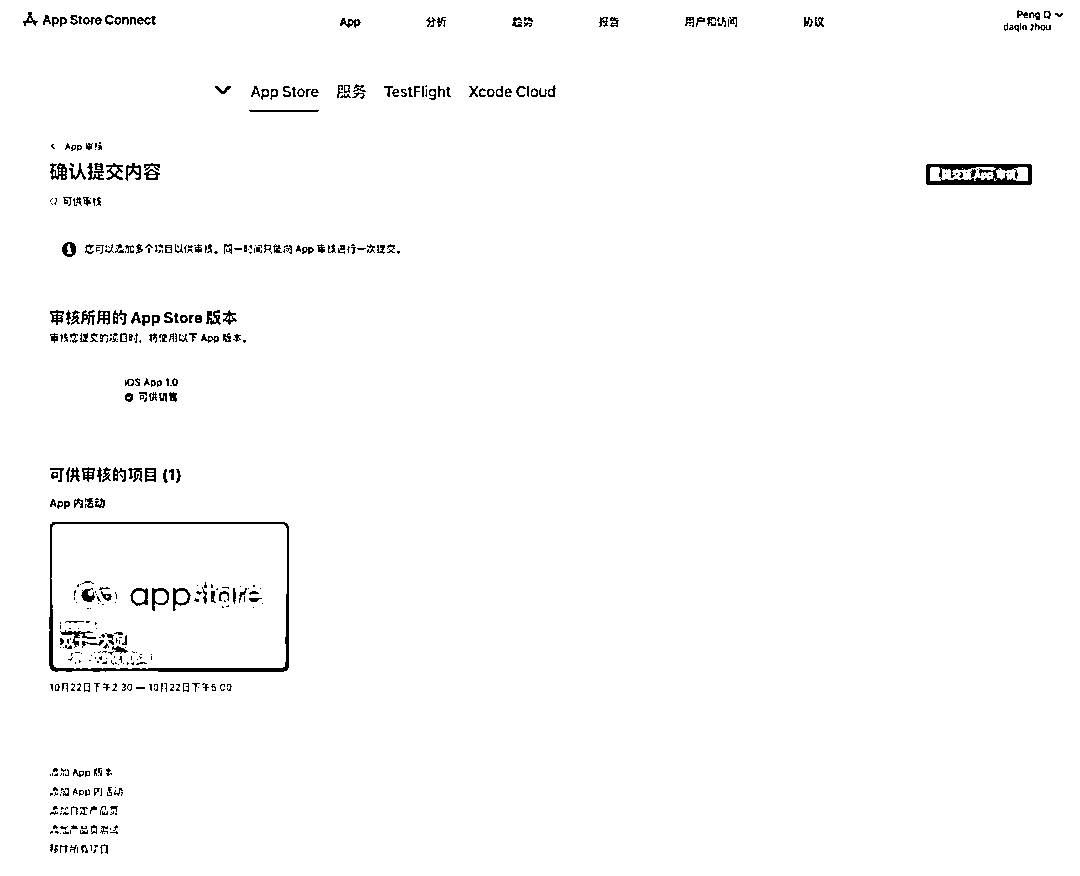 App Store Connect
App 分析 趋势 报告 用户和访问 协议
Peng Q
daqin zhou
App Store 服务 TestFlight Xcode Cloud
App 审核
确认提交内容
提交至 App 审核
可供审核
您可以添加多个项目以供审核。同一时间只能向 App 审核进行一次提交。
审核所用的 App Store 版本
审核您提交的项目时，将使用以下 App 版本。
iOS App 1.0
可供销售
可供审核的项目 (1)
App 内活动
appstore
10月22日下午2:30 — 10月22日下午5:00
添加 App 版本
添加 App 内活动
添加自定产品页
添加产品页测试
移除所有项目